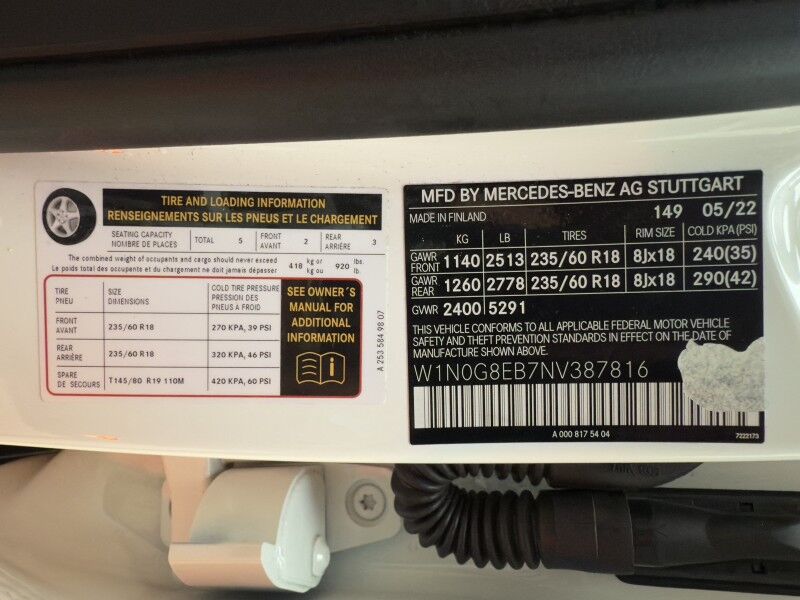 TIRE AND LOADING INFORMATION
RENSEIGNEMENTS SUR LES PNEUS ET LE CHARGEMENT
SEATING CAPACITY
NOMBRE DE PLACES
TOTAL 5
FRONT
AVANT
2
REAR
ARRIÈRE
3
The combined weight of occupants and cargo should never exceed
Le poids total des occupants et du chargement ne doit jamais dépasser
418 kg or
kg ou
920 lbs.
lb.
TIRE
PNEU
SIZE
DIMENSIONS
COLD TIRE PRESSURE
PRESSION DES
PNEUS A FROID
FRONT
AVANT
235/60 R18
270 KPA, 39 PSI
REAR
ARRIÈRE
235/60 R18
320 KPA, 46 PSI
SPARE
DE SECOURS
T145/80 R19 110M
420 KPA, 60 PSI
SEE OWNER´S
MANUAL FOR
ADDITIONAL
INFORMATION
A 253 584 98 07
MFD BY MERCEDES-BENZ AG STUTTGART
MADE IN FINLAND 149 05/22
KG LB TIRES RIM SIZE COLD KPA(PSI)
GAWR
FRONT
1140 2513 235/60 R18 8Jx18 240(35)
GAWR
REAR
1260 2778 235/60 R18 8Jx18 290(42)
GVWR 2400 5291
THIS VEHICLE CONFORMS TO ALL APPLICABLE FEDERAL MOTOR VEHICLE
SAFETY AND THEFT PREVENTION STANDARDS IN EFFECT ON THE DATE
OF MANUFACTURE
W1N0G8EB7NV387816
A 000 817 54 04
7222173